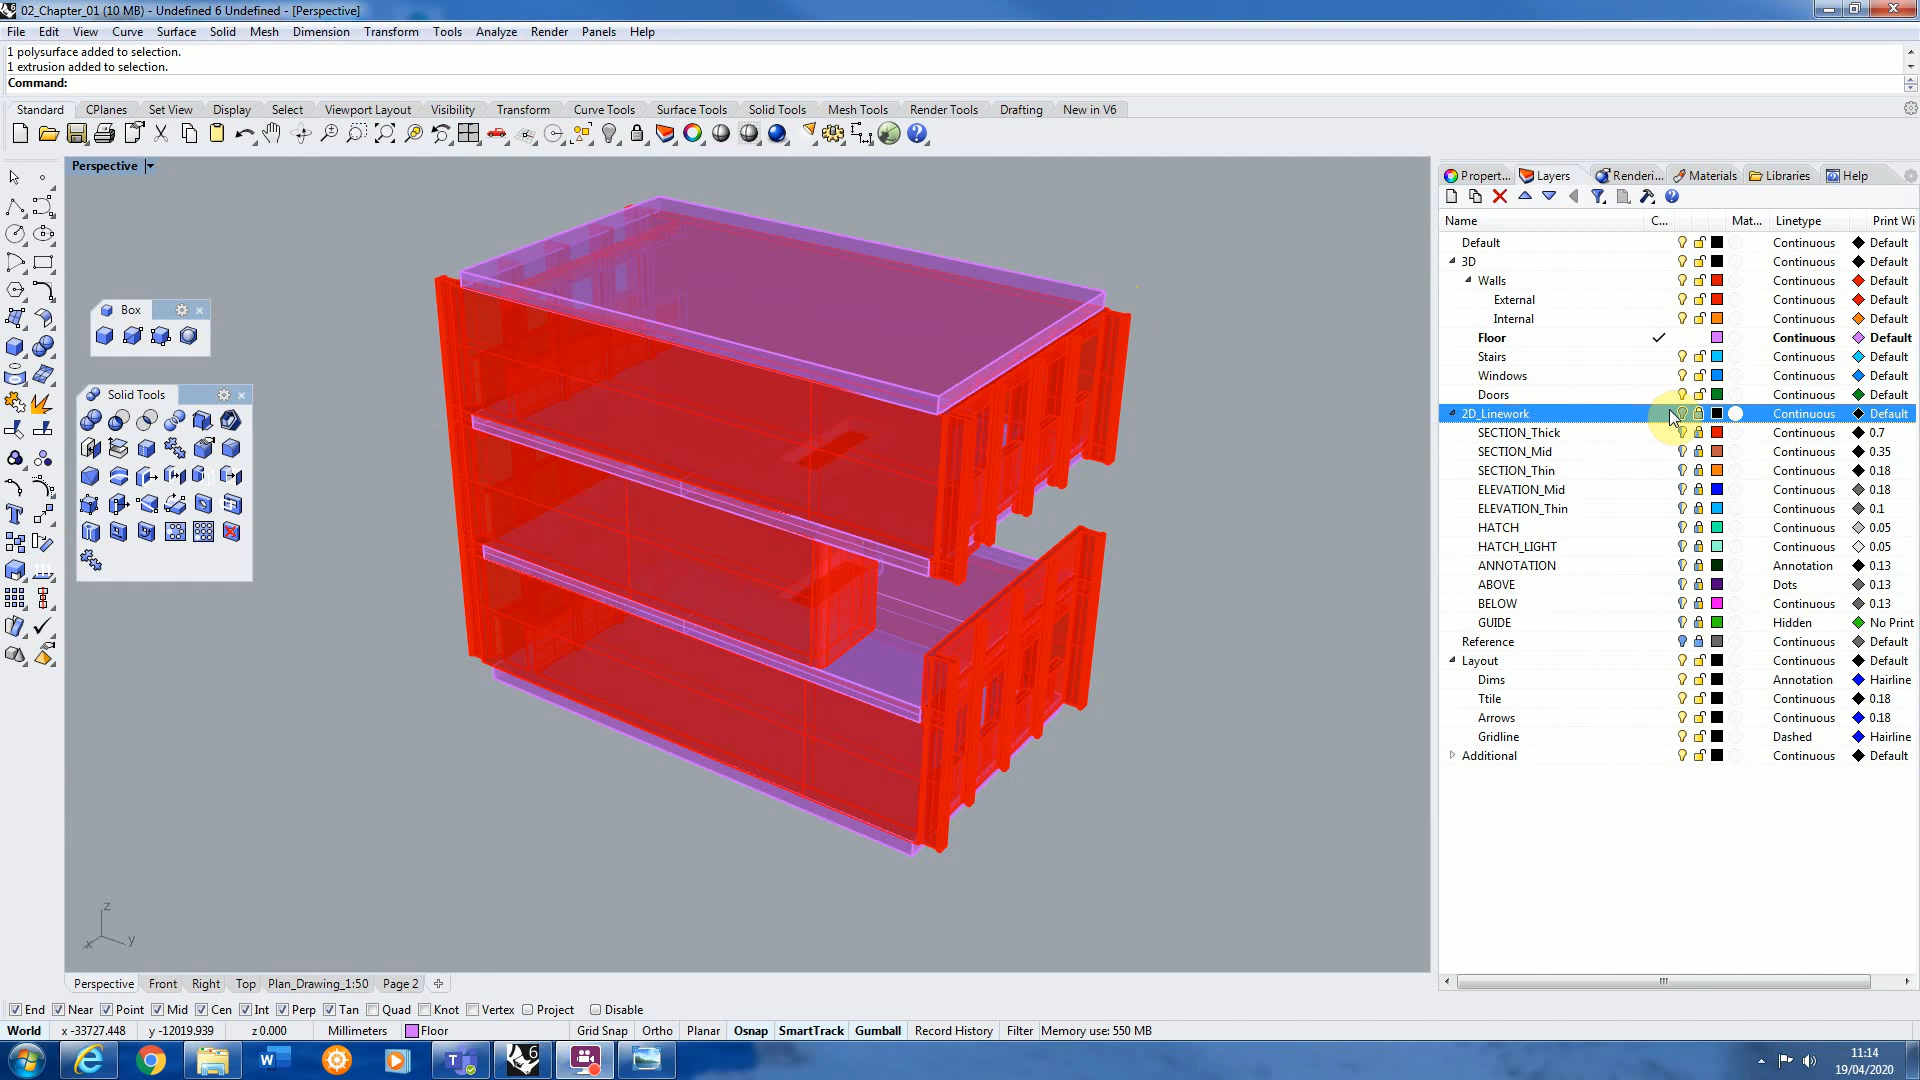 02_Chapter_01 (10 MB) - Undefined 6 Undefined - [Perspective]
File Edit View Curve Surface Solid Mesh Dimension Transform Tools Analyze Render Panels Help
1 polysurface added to selection.
1 extrusion added to selection.
Command:
Standard CPlanes Set View Display Select Viewport Layout Visibility Transform Curve Tools Surface Tools Solid Tools Mesh Tools Render Tools Drafting New in V6
Perspective
Propert... Layers Renderi... Materials Libraries Help
Name C... Mat... Linetype Print Wi
Default Continuous Default
3D Continuous Default
Walls Continuous Default
External Continuous Default
Internal Continuous Default
Floor Continuous Default
Stairs Continuous Default
Windows Continuous Default
Doors Continuous Default
2D_Linework Continuous Default
SECTION_Thick Continuous 0.7
SECTION_Mid Continuous 0.35
SECTION_Thin Continuous 0.18
ELEVATION_Mid Continuous 0.18
ELEVATION_Thin Continuous 0.1
HATCH Continuous 0.05
HATCH_LIGHT Continuous 0.05
ANNOTATION Annotation 0.13
ABOVE Dots 0.13
BELOW Continuous 0.13
GUIDE Hidden No Print
Reference Continuous Default
Layout Continuous Default
Dims Annotation Hairline
Ttile Continuous 0.18
Arrows Continuous 0.18
Gridline Dashed Hairline
Additional Continuous Default
Box
Solid Tools
z
x y
Perspective Front Right Top Plan_Drawing_1:50 Page 2
End Near Point Mid Cen Int Perp Tan Quad Knot Vertex Project Disable
World x -33727.448 y -12019.939 z 0.000 Millimeters Floor Grid Snap Ortho Planar Osnap SmartTrack Gumball Record History Filter Memory use: 550 MB
11:14
19/04/2020